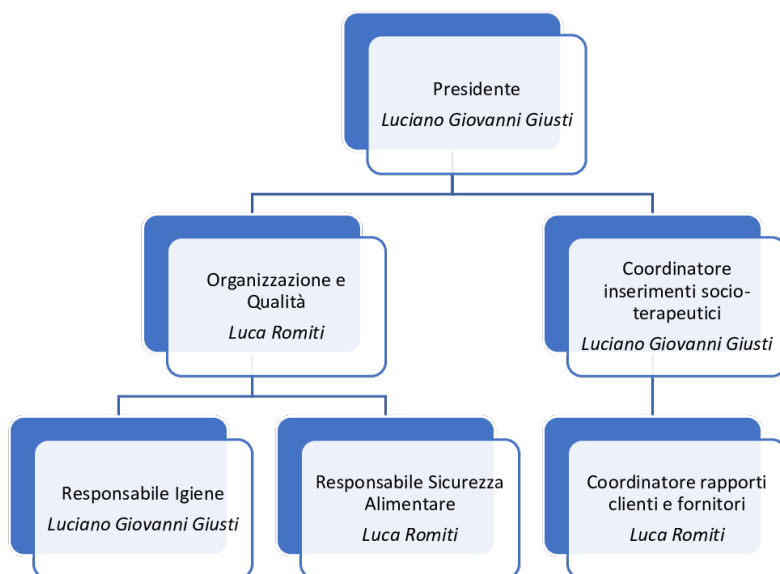 Presidente
Luciano Giovanni Giusti
Organizzazione e
Qualità
Luca Romiti
Coordinatore
inserimenti socio-
terapeutici
Luciano Giovanni Giusti
Responsabile Igiene
Luciano Giovanni Giusti
Responsabile Sicurezza
Alimentare
Luca Romiti
Coordinatore rapporti
clienti e fornitori
Luca Romiti